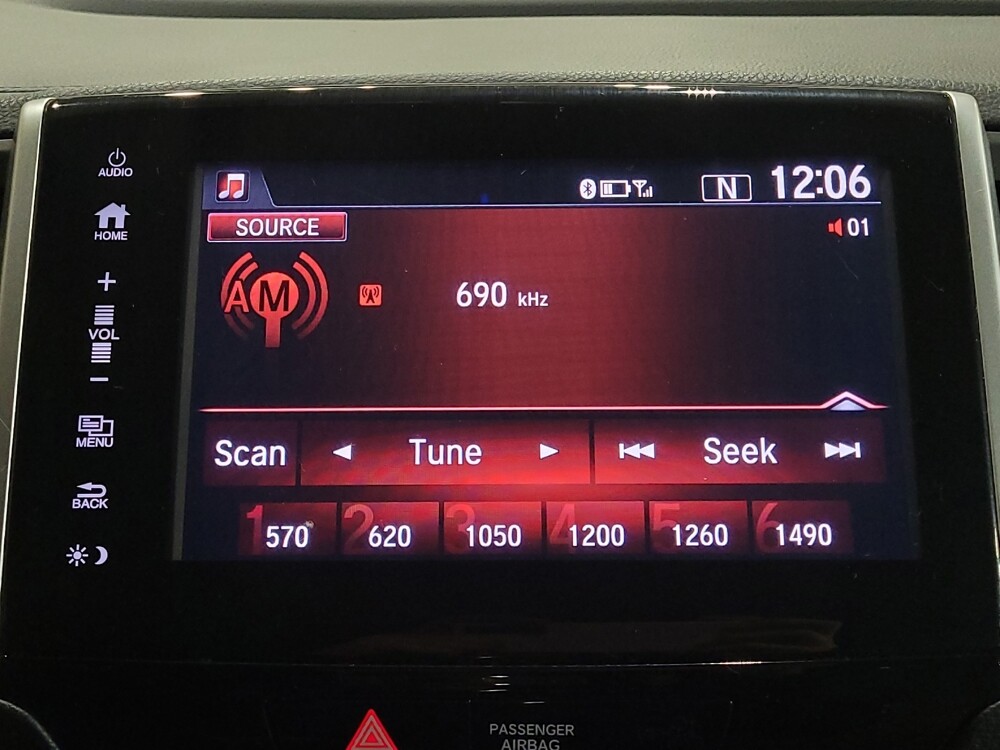 AUDIO
HOME
+
VOL
−
MENU
BACK
N 12:06
SOURCE
01
AM
690 kHz
Scan
Tune
Seek
1 570
2 620
3 1050
4 1200
5 1260
6 1490
PASSENGER
AIRBAG